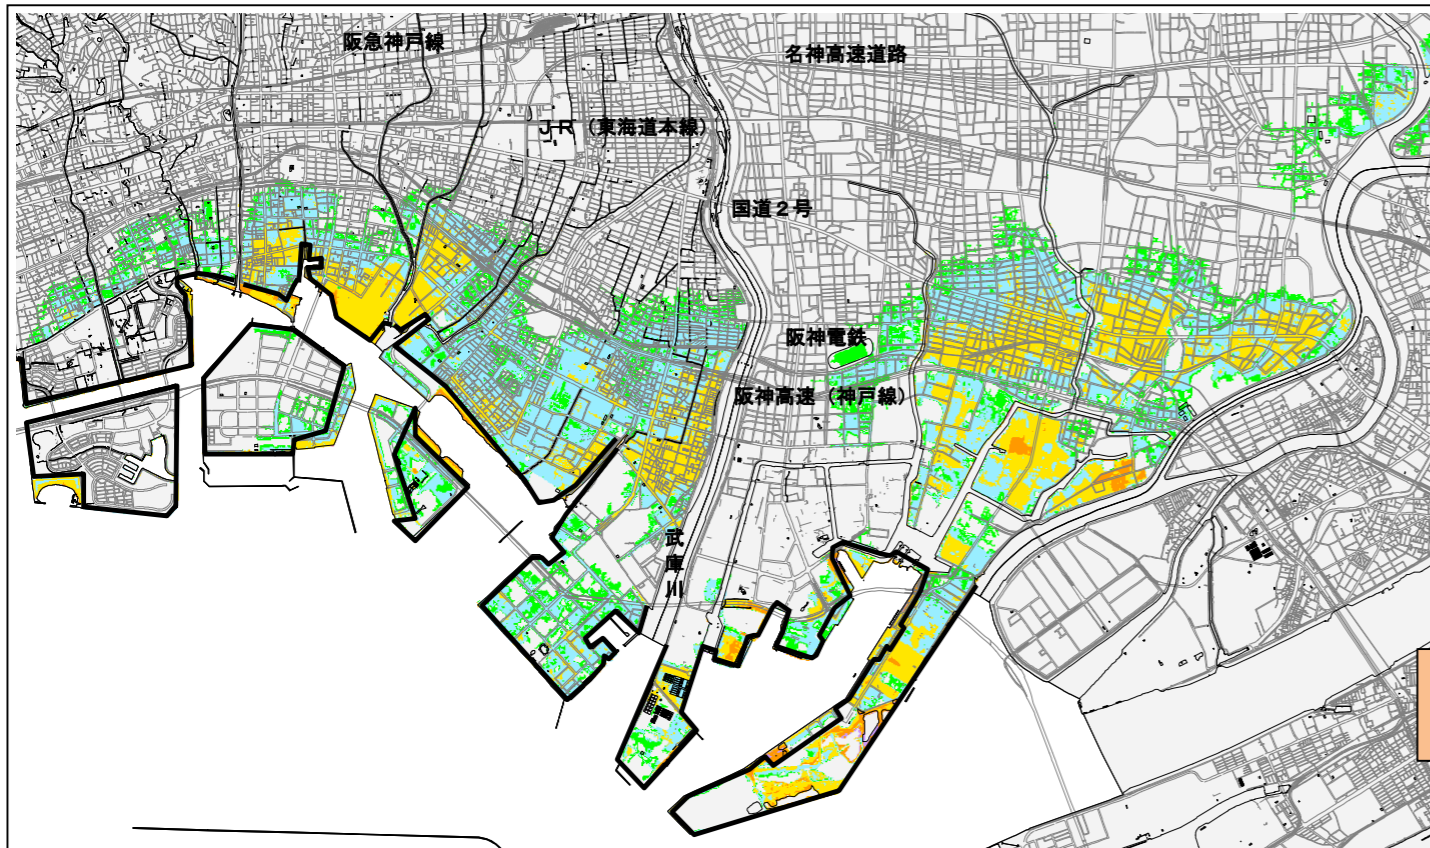 阪急神戸線
名神高速道路
JR（東海道本線）
国道２号
阪神電鉄
阪神高速（神戸線）
武庫川